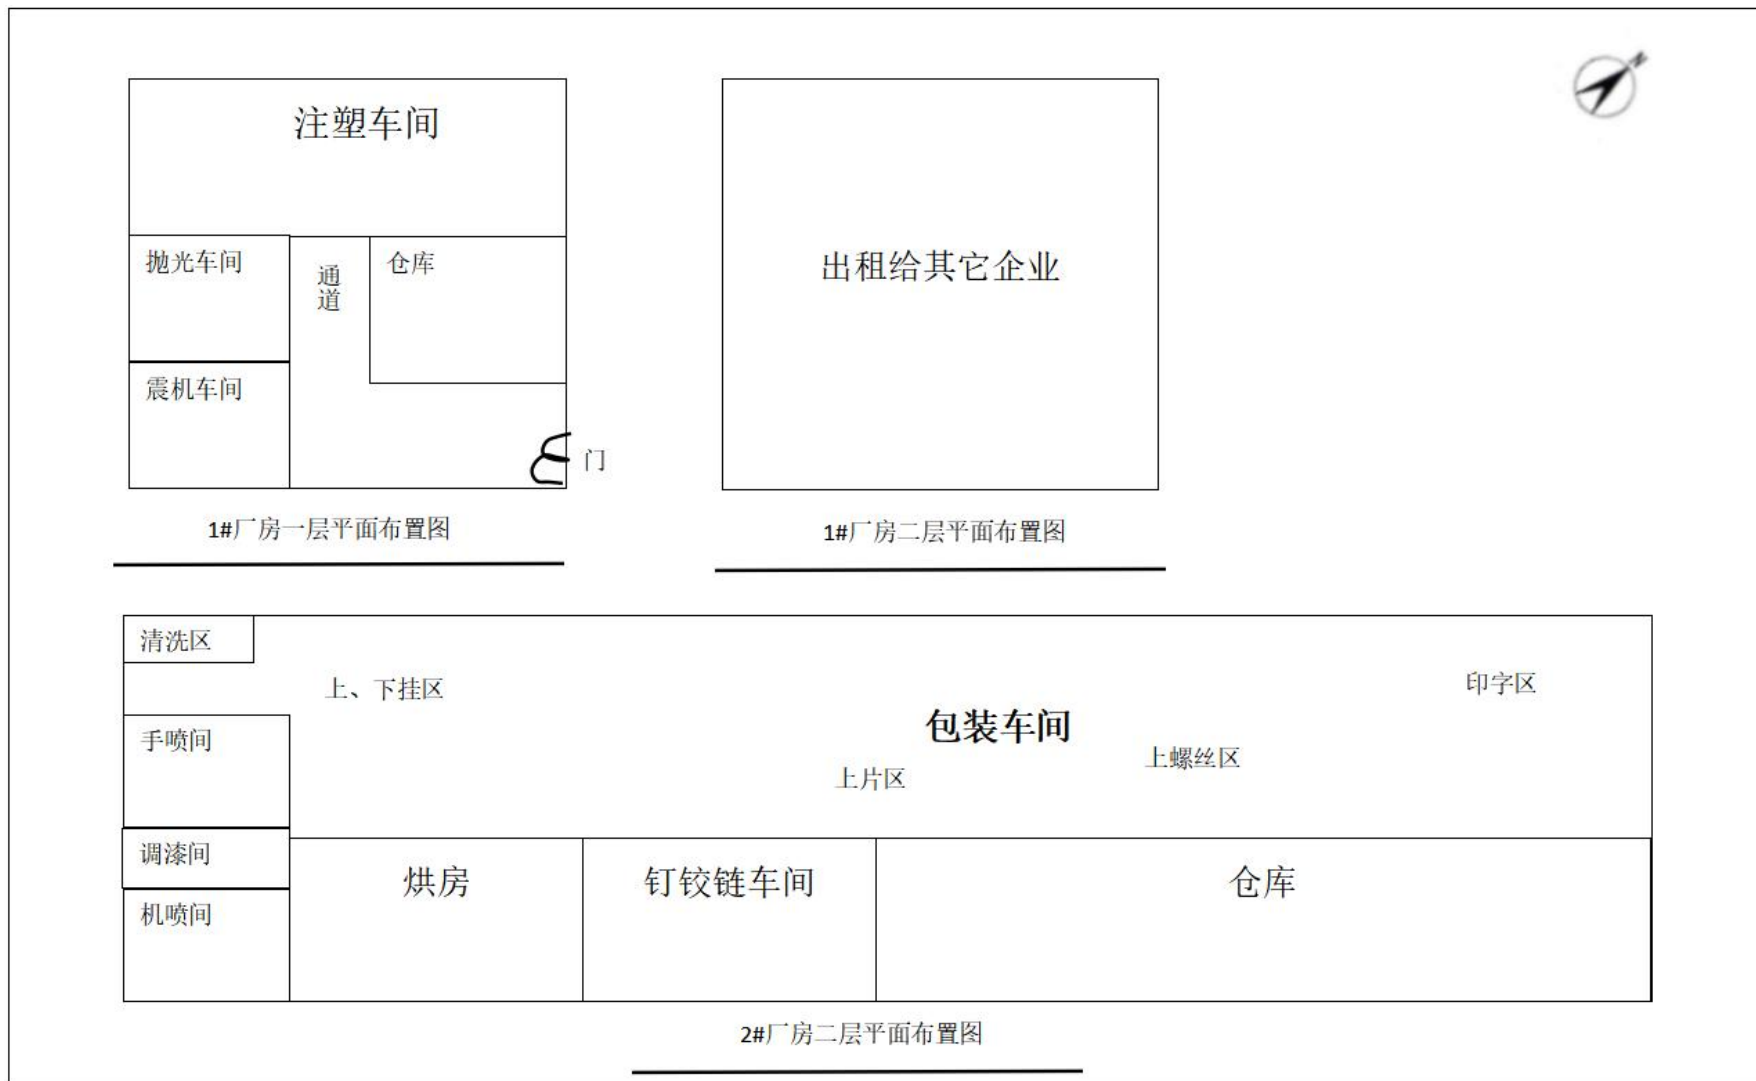 N
注塑车间
抛光车间
通道
仓库
震机车间
门
1#厂房一层平面布置图
出租给其它企业
1#厂房二层平面布置图
清洗区
上、下挂区
印字区
手喷间
包装车间
上螺丝区
上片区
调漆间
机喷间
烘房
钉铰链车间
仓库
2#厂房二层平面布置图